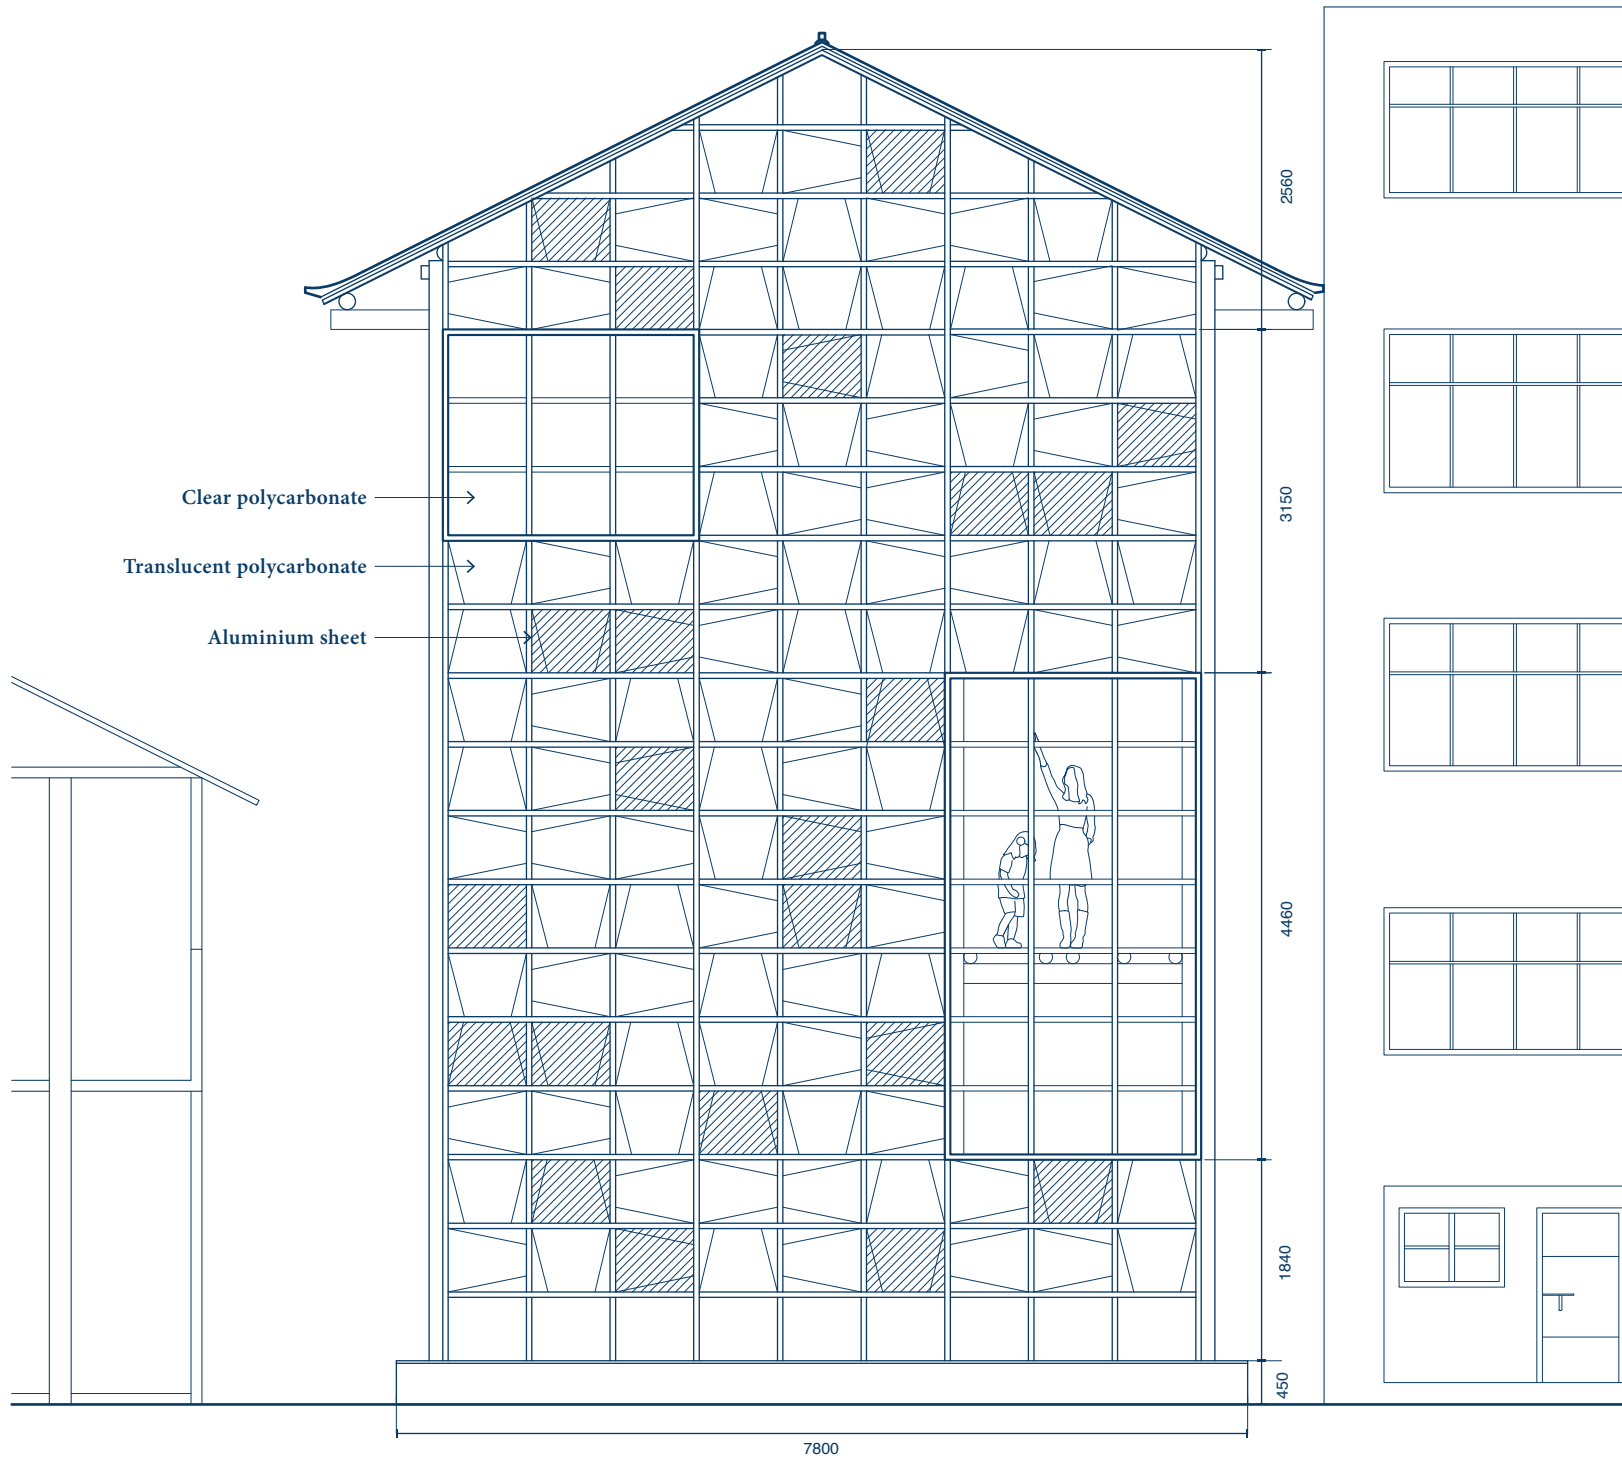 2560
3150
Clear polycarbonate
Translucent polycarbonate
Aluminium sheet
4460
1840
450
7800